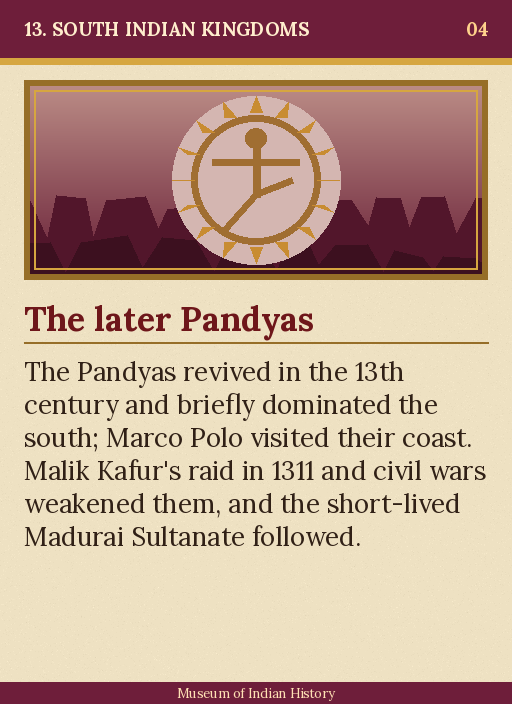 13. SOUTH INDIAN KINGDOMS
04
The later Pandyas
The Pandyas revived in the 13th
century and briefly dominated the
south; Marco Polo visited their coast.
Malik Kafur's raid in 1311 and civil wars
weakened them, and the short-lived
Madurai Sultanate followed.
Museum of Indian History